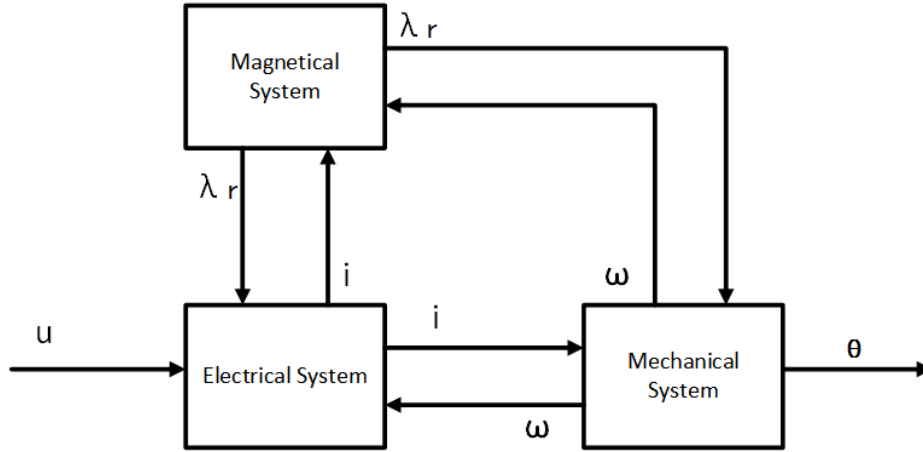 λ r
Magnetical
System
λ r
i
ω
u
i
Electrical System
Mechanical
System
θ
ω